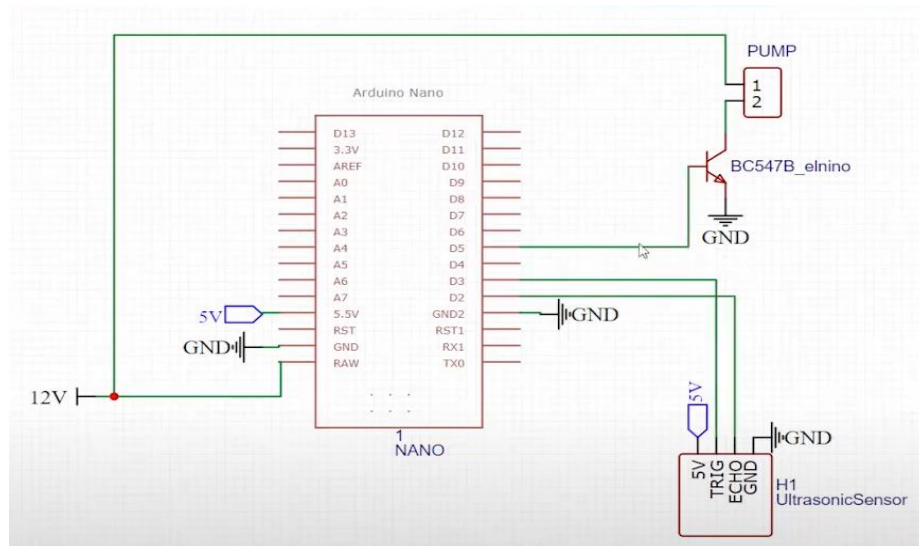 PUMP
1
2
Arduino Nano
D13
D12
3.3V
D11
AREF
D10
A0
D9
A1
D8
A2
D7
A3
D6
A4
D5
A5
D4
A6
D3
A7
D2
5.5V
GND2
RST
RST1
GND
RX1
RAW
TX0
BC547B_elnino
GND
5V
GND
GND
12V
1
NANO
5V
GND
5V
TRIG
ECHO
GND
H1
UltrasonicSensor